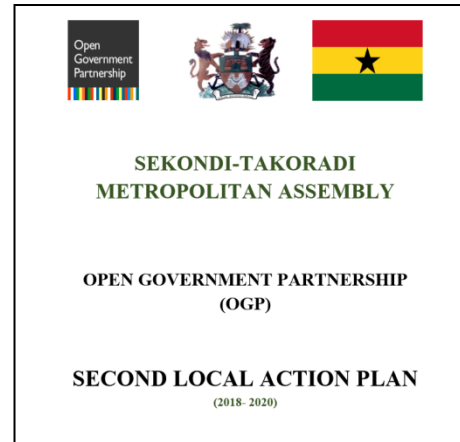 Open
Government
Partnership
SEKONDI-TAKORADI
METROPOLITAN ASSEMBLY
OPEN GOVERNMENT PARTNERSHIP
(OGP)
SECOND LOCAL ACTION PLAN
(2018- 2020)